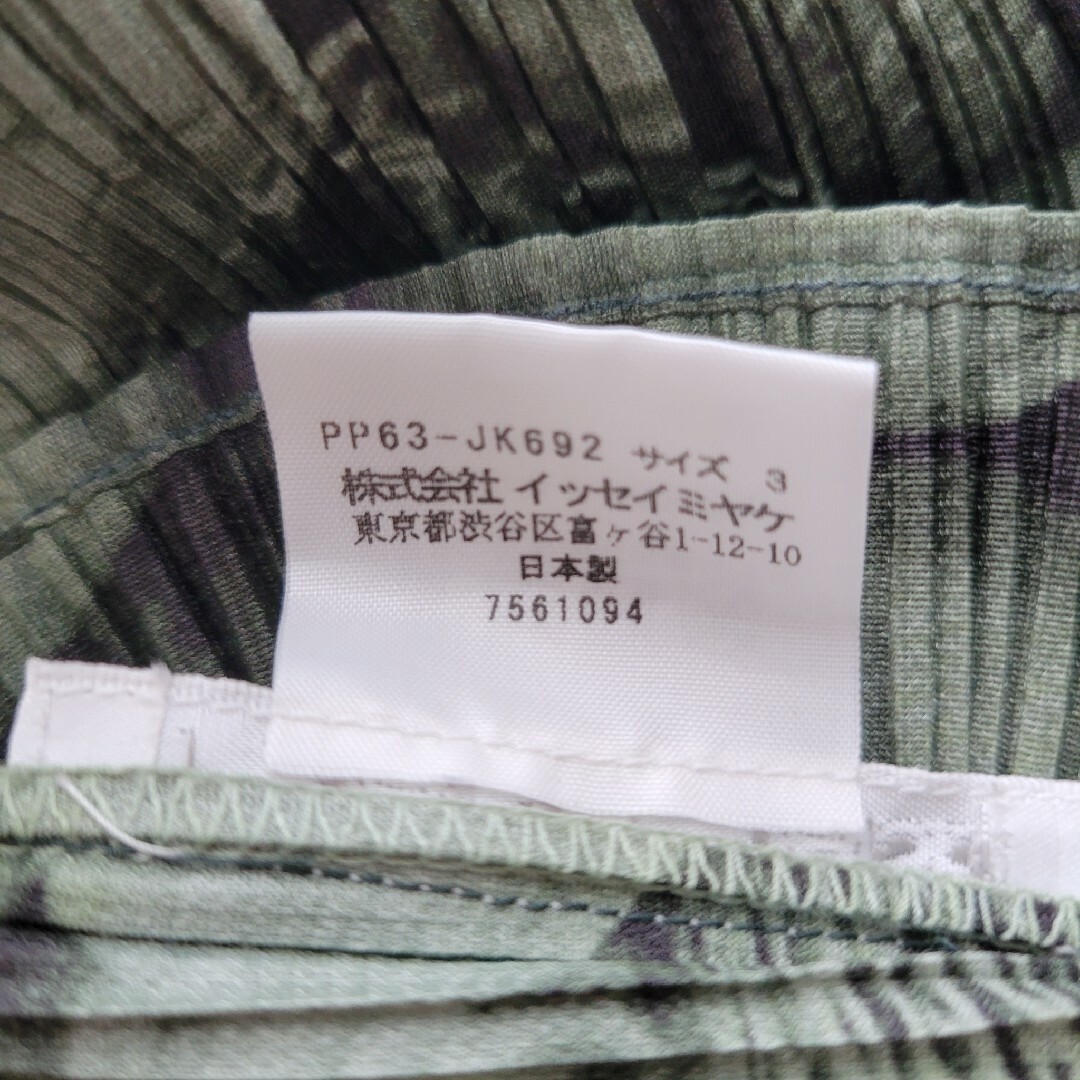 PP63-JK692 サイズ 3
株式会社 イッセイミヤケ
東京都渋谷区富ヶ谷1-12-10
日本製
7561094